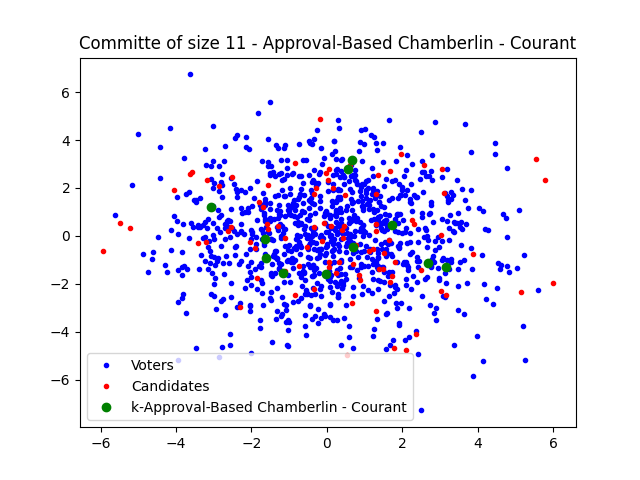 Committe of size 11 - Approval-Based Chamberlin - Courant
6
4
2
0
−2
−4
−6
Voters
Candidates
k-Approval-Based Chamberlin - Courant
−6 −4 −2 0 2 4 6